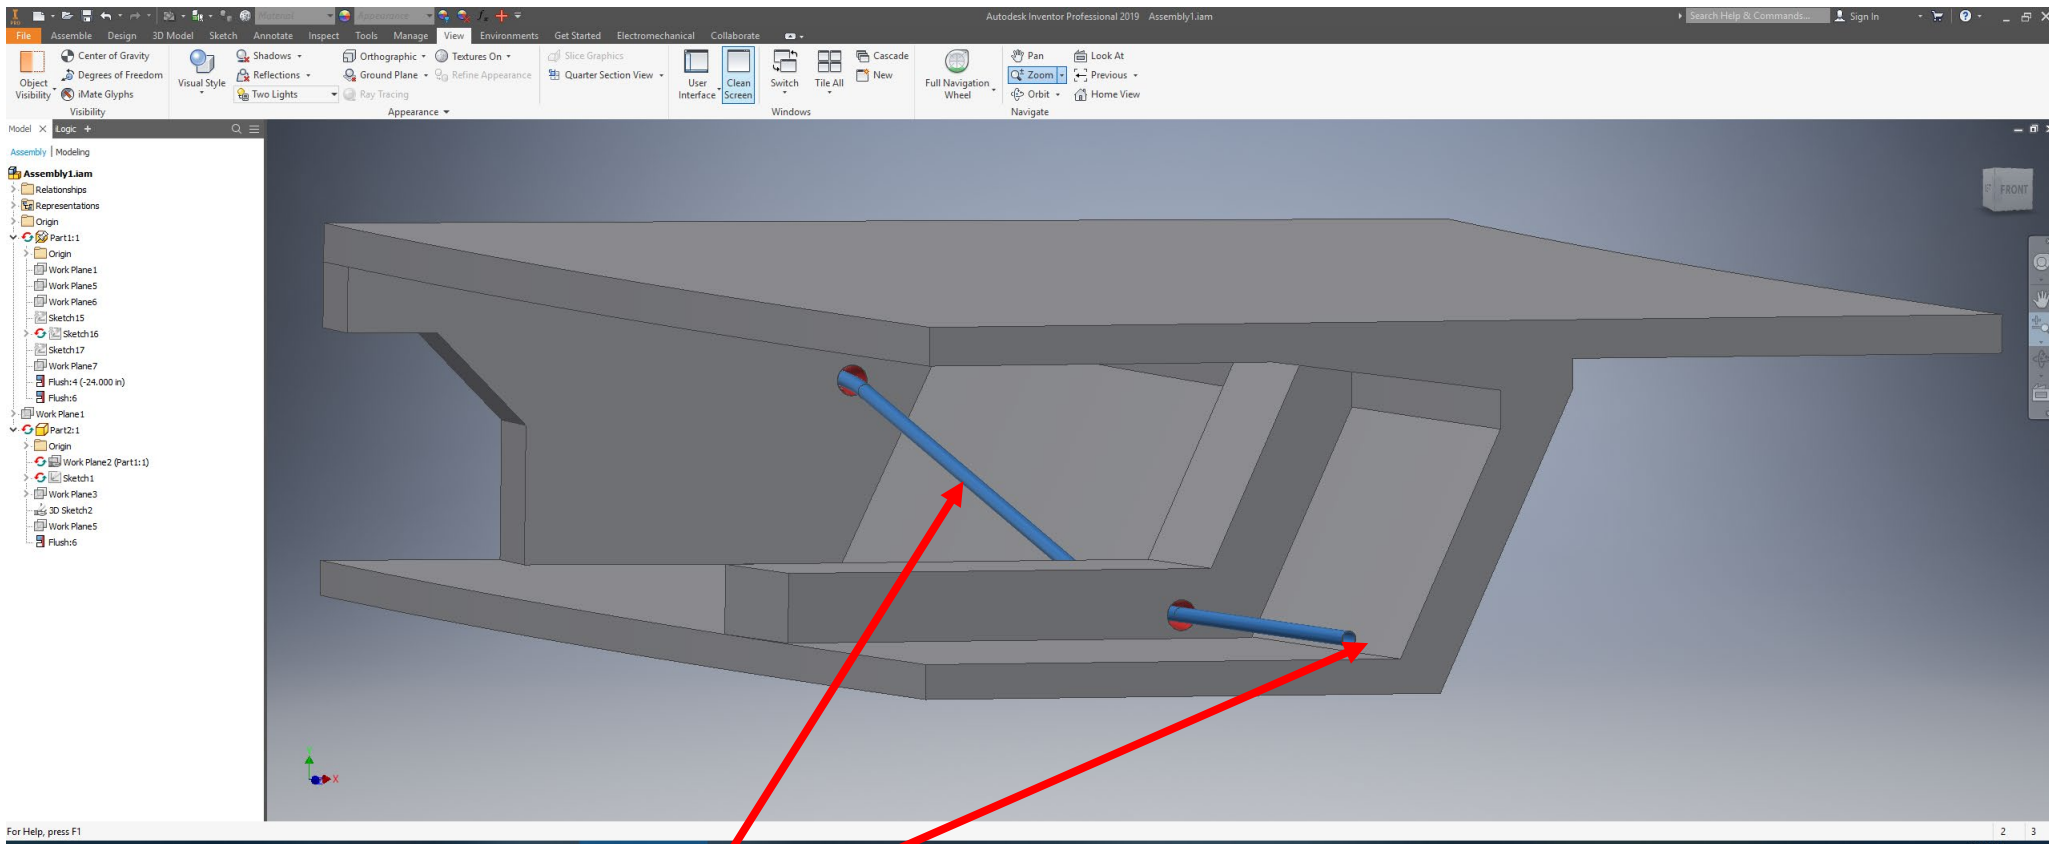 PRO
Material
Appearance
Autodesk Inventor Professional 2019 Assembly1.iam
Search Help & Commands...
Sign In
File Assemble Design 3D Model Sketch Annotate Inspect Tools Manage View Environments Get Started Electromechanical Collaborate
Object Visibility
Center of Gravity
Degrees of Freedom
iMate Glyphs
Visibility
Visual Style
Shadows
Reflections
Two Lights
Orthographic
Ground Plane
Ray Tracing
Textures On
Refine Appearance
Appearance
Slice Graphics
Quarter Section View
User Interface
Clean Screen
Switch
Tile All
Cascade
New
Windows
Full Navigation Wheel
Pan
Zoom
Orbit
Look At
Previous
Home View
Navigate
Model iLogic +
Assembly | Modeling
Assembly1.iam
Relationships
Representations
Origin
Part1:1
Origin
Work Plane1
Work Plane5
Work Plane6
Sketch15
Sketch16
Sketch17
Work Plane7
Flush:4 (-24.000 in)
Flush:6
Work Plane1
Part2:1
Origin
Work Plane2 (Part1:1)
Sketch1
Work Plane3
3D Sketch2
Work Plane5
Flush:6
FRONT
Y
X
For Help, press F1
2 3